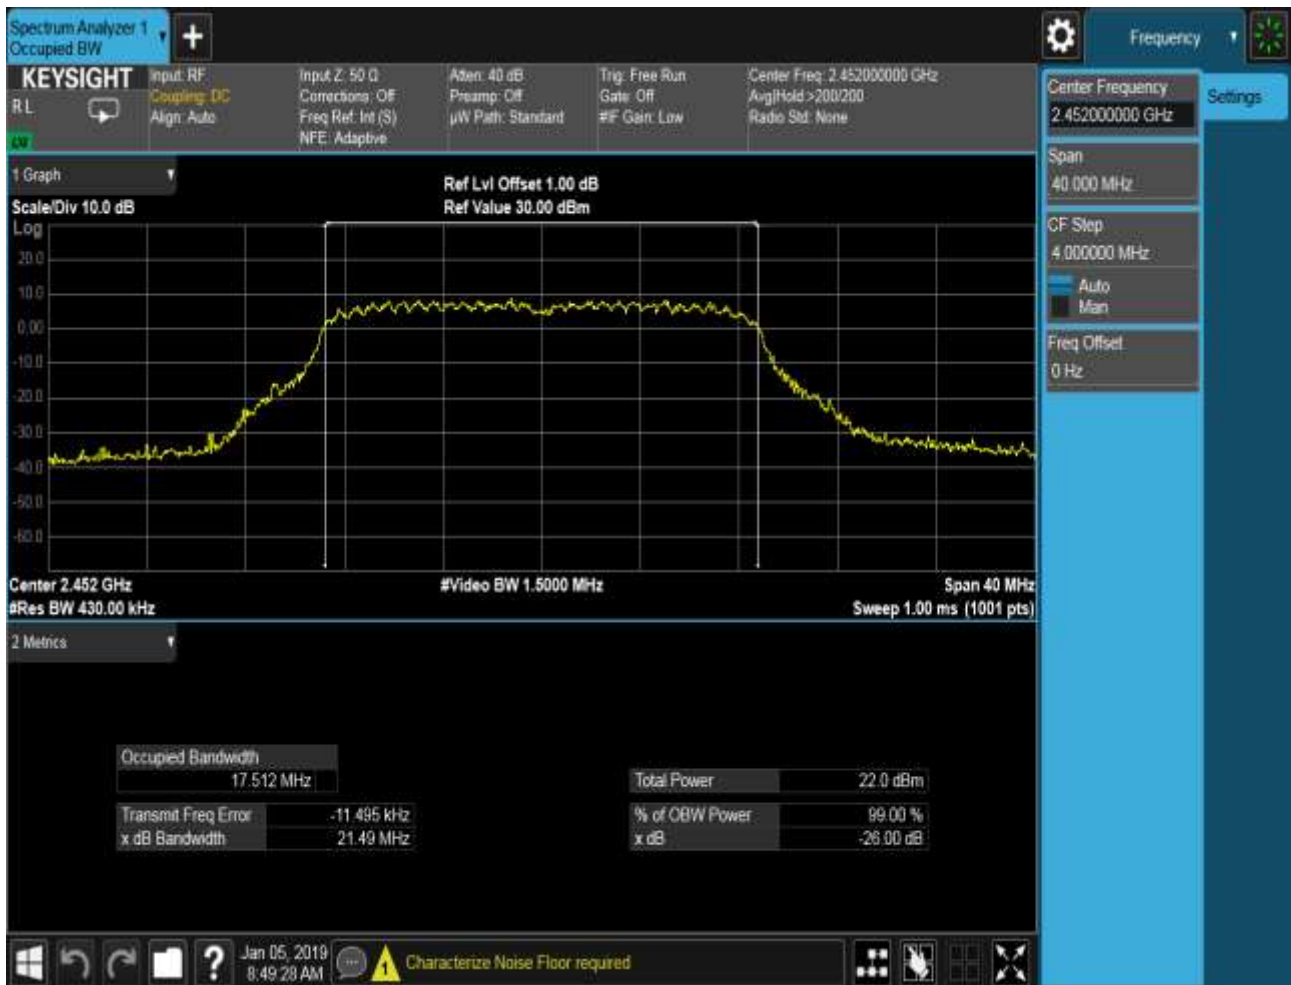 Spectrum Analyzer 1
Occupied BW
+
Frequency
KEYSIGHT
R L
Input: RF
Coupling: DC
Align: Auto
Input Z: 50 Ω
Corrections: Off
Freq Ref: Int (S)
NFE: Adaptive
Atten: 40 dB
Preamp: Off
µW Path: Standard
Trig: Free Run
Gate: Off
#IF Gain: Low
Center Freq: 2.452000000 GHz
Avg|Hold >200/200
Radio Std: None
Center Frequency
2.452000000 GHz
Settings
Span
40.000 MHz
CF Step
4.000000 MHz
Auto
Man
Freq Offset
0 Hz
1 Graph
Scale/Div 10.0 dB
Ref Lvl Offset 1.00 dB
Ref Value 30.00 dBm
Log
20.0
10.0
0.00
-10.0
-20.0
-30.0
-40.0
-50.0
-60.0
Center 2.452 GHz
#Video BW 1.5000 MHz
Span 40 MHz
#Res BW 430.00 kHz
Sweep 1.00 ms (1001 pts)
2 Metrics
Occupied Bandwidth
17.512 MHz
Total Power 22.0 dBm
Transmit Freq Error -11.495 kHz
% of OBW Power 99.00 %
x dB Bandwidth 21.49 MHz
x dB -26.00 dB
?
Jan 05, 2019
8:49:28 AM
1
Characterize Noise Floor required